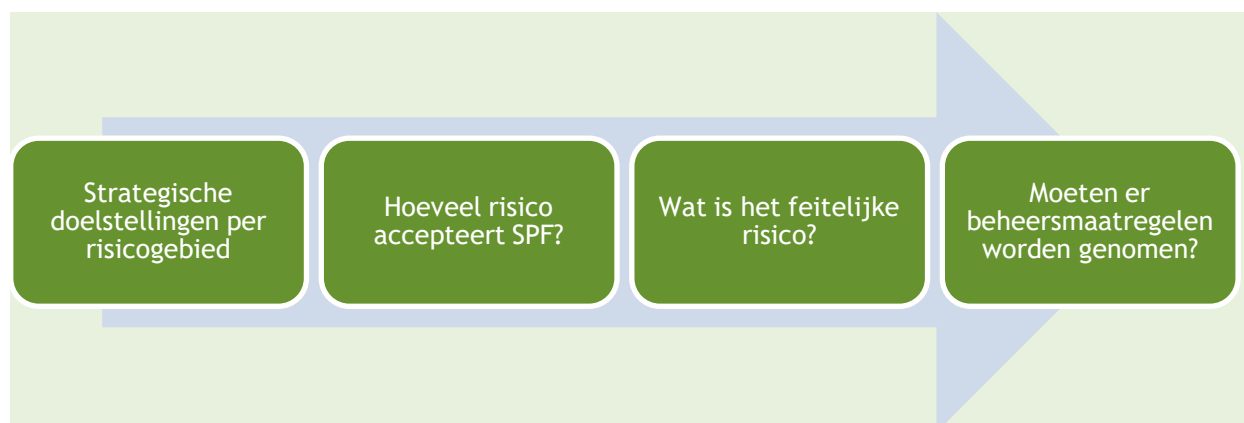 Strategische
doelstellingen per
risicogebied
Hoeveel risico
accepteert SPF?
Wat is het feitelijke
risico?
Moeten er
beheersmaatregelen
worden genomen?